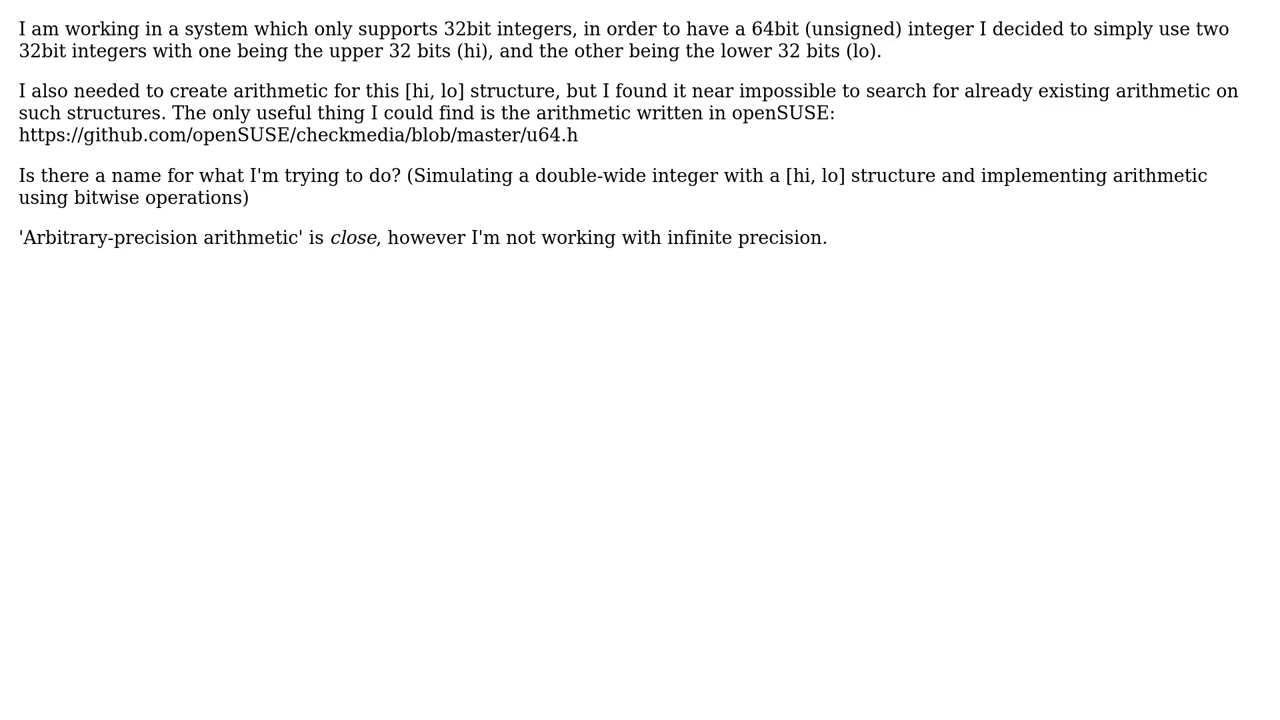 I am working in a system which only supports 32bit integers, in order to have a 64bit (unsigned) integer I decided to simply use two
32bit integers with one being the upper 32 bits (hi), and the other being the lower 32 bits (lo).
I also needed to create arithmetic for this [hi, lo] structure, but I found it near impossible to search for already existing arithmetic on
such structures. The only useful thing I could find is the arithmetic written in openSUSE:
https://github.com/openSUSE/checkmedia/blob/master/u64.h
Is there a name for what I'm trying to do? (Simulating a double-wide integer with a [hi, lo] structure and implementing arithmetic
using bitwise operations)
'Arbitrary-precision arithmetic' is close, however I'm not working with infinite precision.